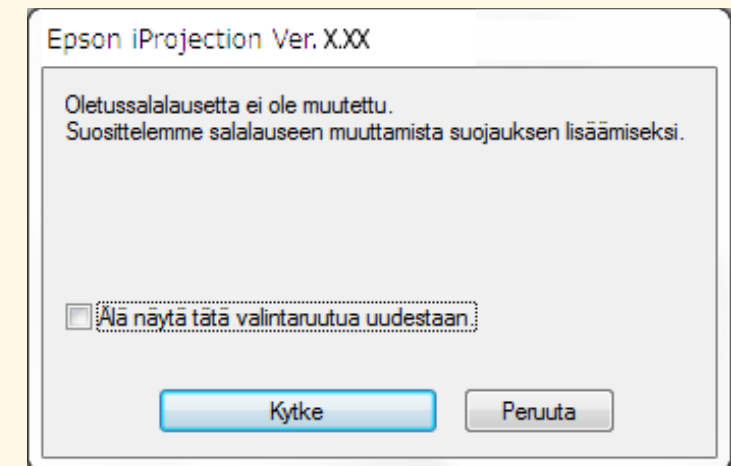 Epson iProjection Ver. X.XX
Oletussalalausetta ei ole muutettu.
Suosittelemme salalauseen muuttamista suojauksen lisäämiseksi.
Älä näytä tätä valintaruutua uudestaan.
Kytke
Peruuta